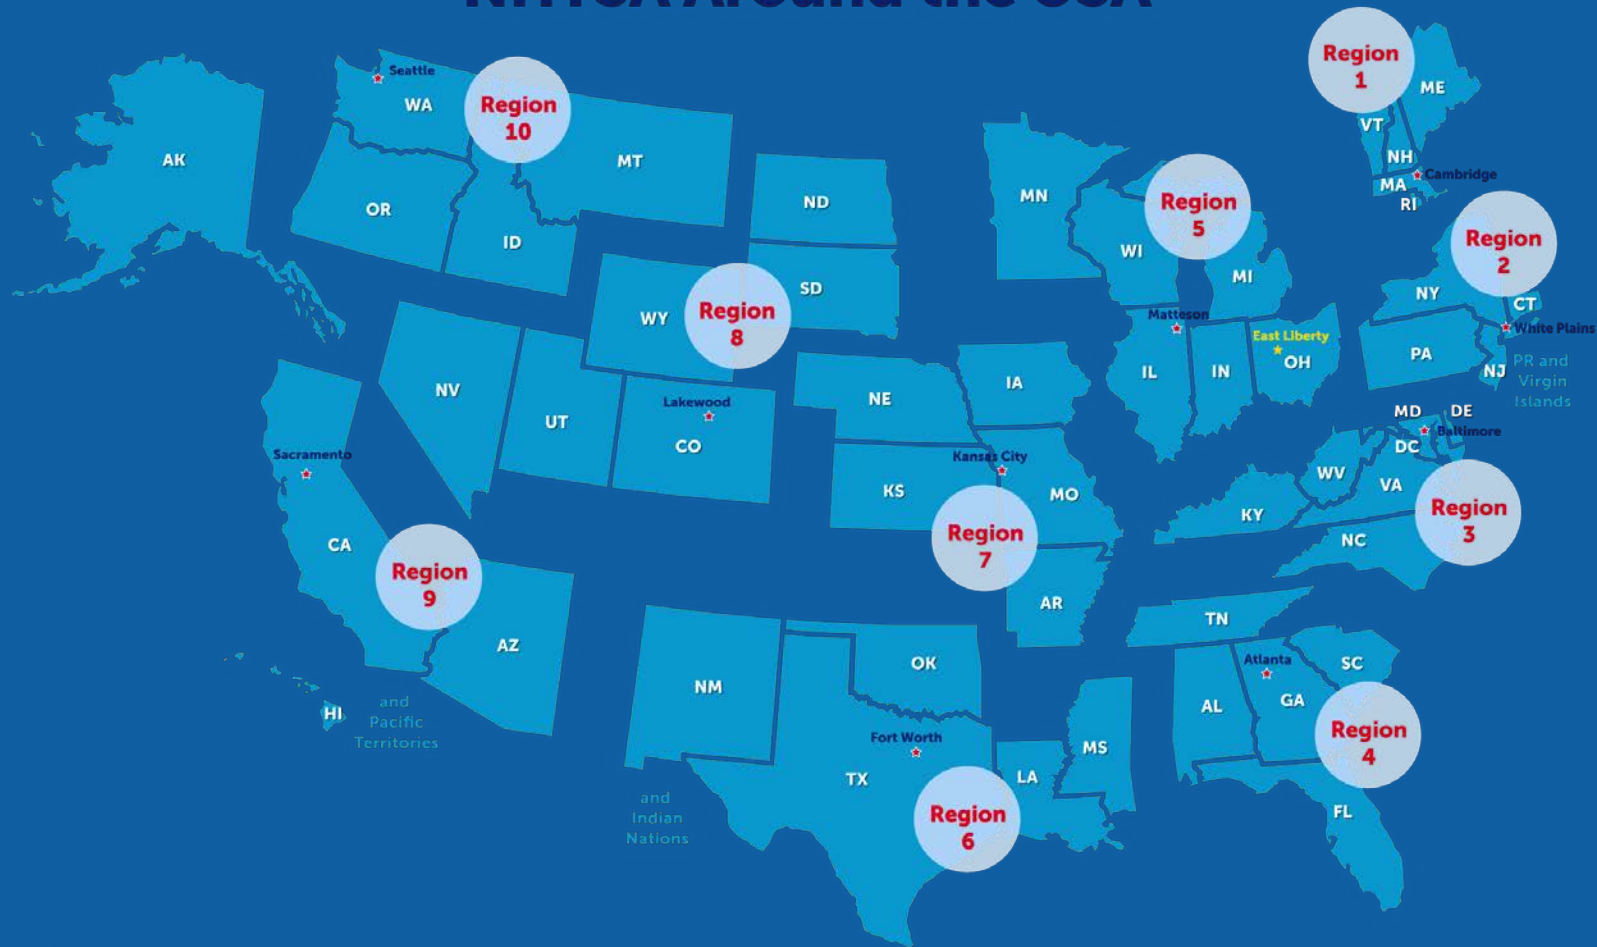 NHTSA Around the USA
Region
1
ME
VT
NH
Cambridge
MA
RI
Region
2
NY
CT
White Plains
PA
NJ
PR and
Virgin
Islands
MD
DE
Baltimore
DC
WV
VA
KY
Region
3
NC
TN
Atlanta
SC
AL
GA
Region
4
FL
MN
Region
5
WI
MI
Matteson
East Liberty
IL
IN
OH
OK
NM
Fort Worth
TX
LA
MS
Region
6
and
Indian
Nations
IA
NE
Kansas City
KS
MO
Region
7
AR
MT
ND
SD
WY
Region
8
Lakewood
UT
CO
NV
Sacramento
CA
Region
9
AZ
HI
and
Pacific
Territories
Seattle
WA
Region
10
AK
OR
ID